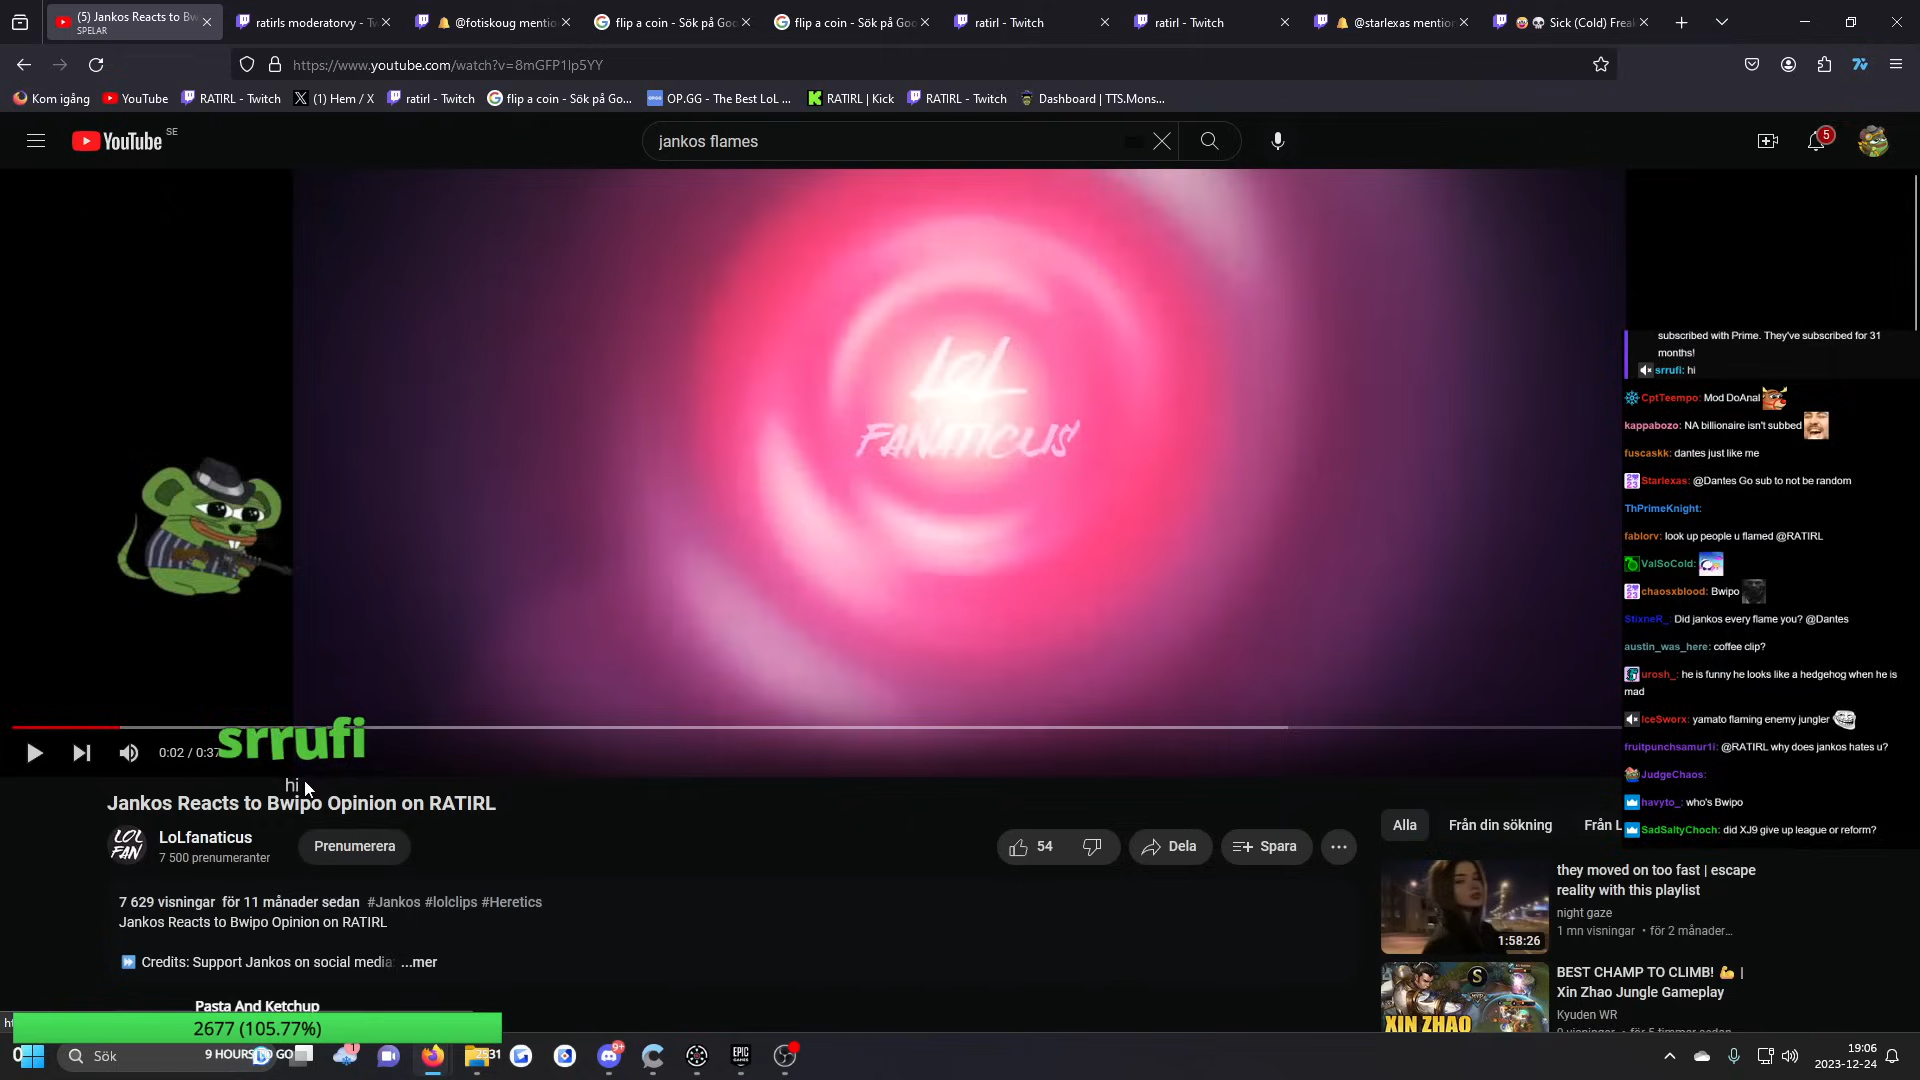 (5) Jankos Reacts to Bw
SPELAR
ratirls moderatorvy - Tv
🔔 @fotiskoug mentio
flip a coin - Sök på Goo
flip a coin - Sök på Goo
ratirl - Twitch
ratirl - Twitch
🔔 @starlexas mention
Sick (Cold) Freak
https://www.youtube.com/watch?v=8mGFP1lp5YY
Kom igång
YouTube
RATIRL - Twitch
(1) Hem / X
ratirl - Twitch
flip a coin - Sök på Go...
OP.GG - The Best LoL ...
RATIRL | Kick
RATIRL - Twitch
Dashboard | TTS.Mons...
YouTube SE
jankos flames
5
LOL
FANATICUS
subscribed with Prime. They've subscribed for 31
months!
srrufi: hi
CptTeempo: Mod DoAnal
kappabozo: NA billionaire isn't subbed
fuscaskk: dantes just like me
Starlexas: @Dantes Go sub to not be random
ThPrimeKnight:
fablorv: look up people u flamed @RATIRL
ValSoCold:
chaosxblood: Bwipo
StixneR_: Did jankos every flame you? @Dantes
austin_was_here: coffee clip?
urosh_: he is funny he looks like a hedgehog when he is
mad
IceSworx: yamato flaming enemy jungler
fruitpunchsamur1i: @RATIRL why does jankos hates u?
JudgeChaos:
havyto_: who's Bwipo
SadSaltyChoch: did XJ9 give up league or reform?
0:02 / 0:37
srrufi
hi
Jankos Reacts to Bwipo Opinion on RATIRL
LOL
FAN
LoLfanaticus
7 500 prenumeranter
Prenumerera
54
Dela
Spara
Alla
Från din sökning
Från L
7 629 visningar för 11 månader sedan #Jankos #lolclips #Heretics
Jankos Reacts to Bwipo Opinion on RATIRL
Credits: Support Jankos on social media: ...mer
they moved on too fast | escape
reality with this playlist
night gaze
1 mn visningar • för 2 månader...
1:58:26
BEST CHAMP TO CLIMB! 💪 |
Xin Zhao Jungle Gameplay
Kyuden WR
XIN ZHAO
Pasta And Ketchup
2677 (105.77%)
0
9 HOURS TO GO
2531
Sök
1
9+
EPIC
GAMES
19:06
2023-12-24